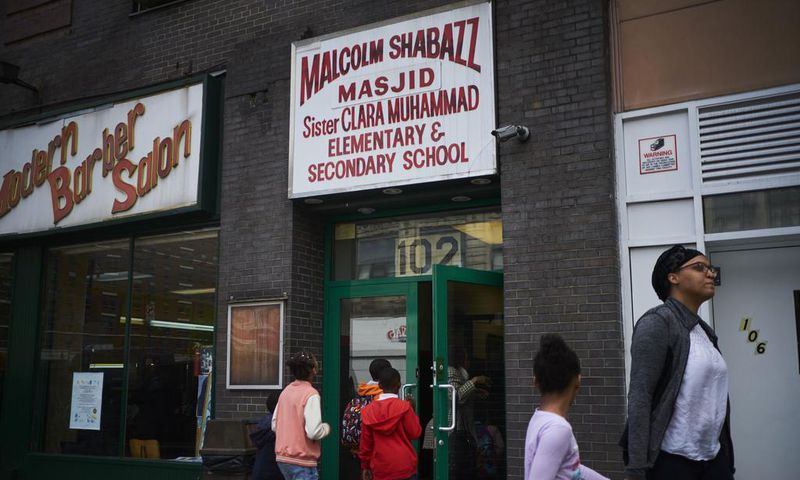 Modern
Barber
Salon
MALCOLM SHABAZZ
MASJID
Sister CLARA MUHAMMAD
ELEMENTARY &
SECONDARY SCHOOL
102
WARNING
106